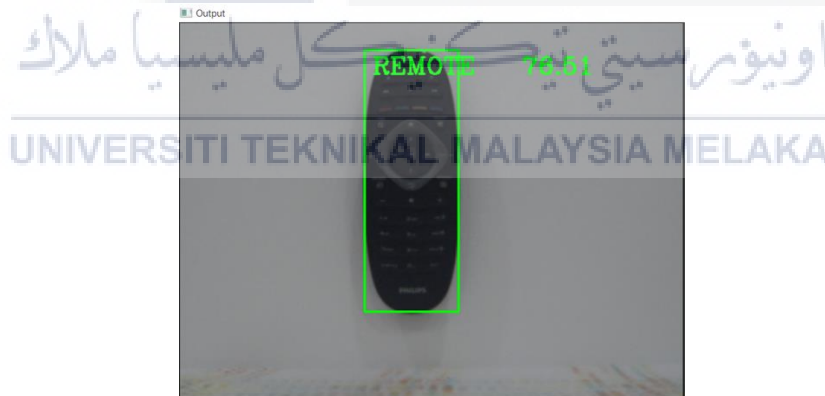 Output
اونيۏرسيتي تيكنيكل مليسيا ملاك
REMOTE 76.51
UNIVERSITI TEKNIKAL MALAYSIA MELAKA
PHILIPS